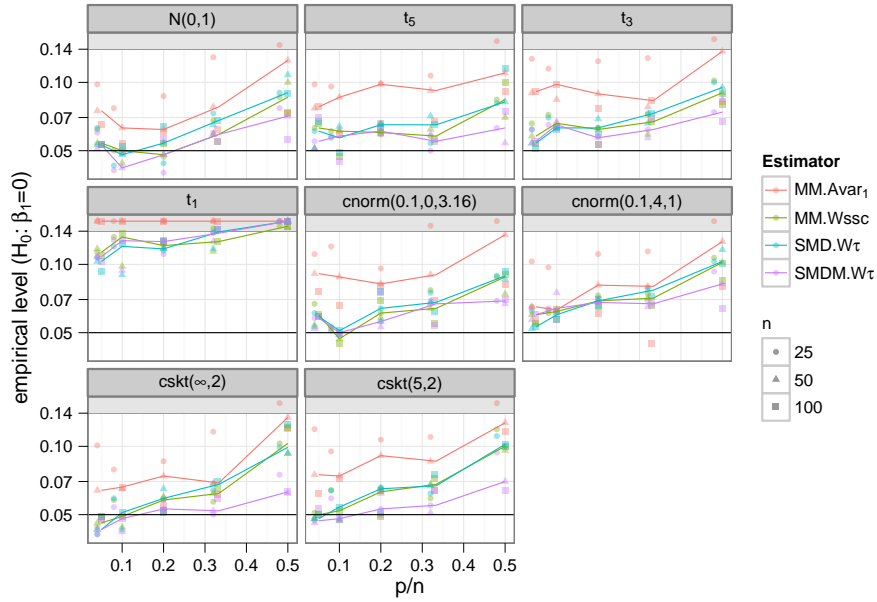 N(0,1)
t5
t3
0.14
0.10
0.07
0.05
t1
cnorm(0.1,0,3.16)
cnorm(0.1,4,1)
0.14
0.10
0.07
0.05
cskt(∞,2)
cskt(5,2)
0.14
0.10
0.07
0.05
0.1 0.2 0.3 0.4 0.5
0.1 0.2 0.3 0.4 0.5
p/n
empirical level (H0: β1=0)
Estimator
MM.Avar1
MM.Wssc
SMD.Wτ
SMDM.Wτ
n
25
50
100